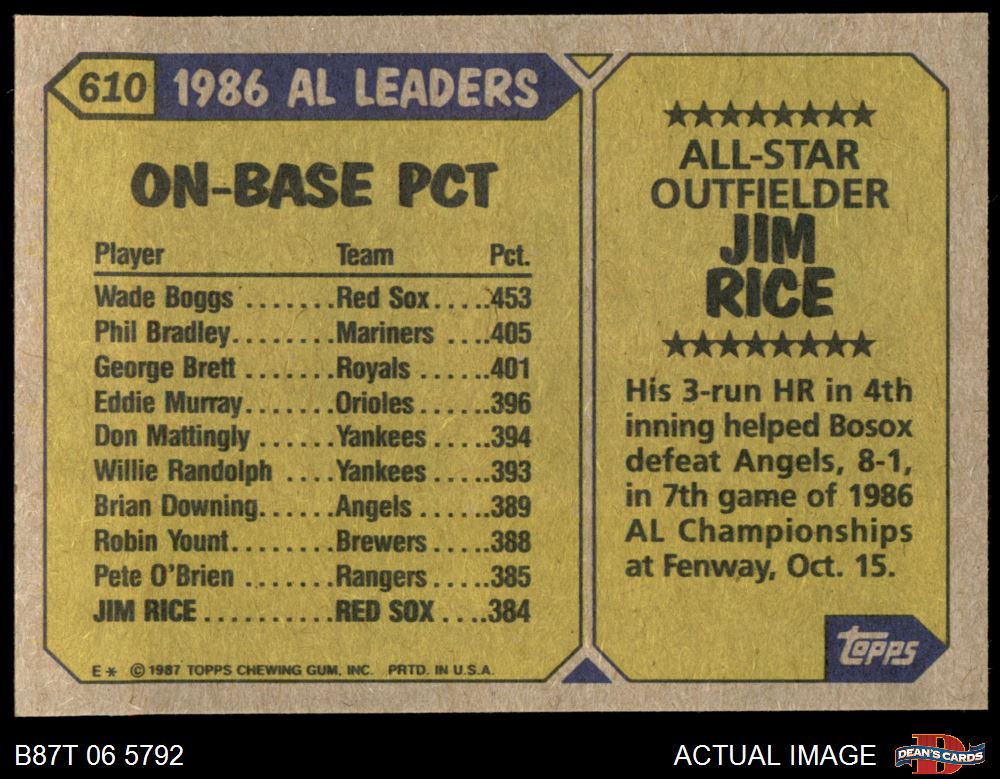 610 1986 AL LEADERS
ON-BASE PCT
Player Team Pct.
Wade Boggs.......Red Sox.....453
Phil Bradley........Mariners ....405
George Brett .......Royals ......401
Eddie Murray.......Orioles......396
Don Mattingly ......Yankees.....394
Willie Randolph ....Yankees.....393
Brian Downing......Angels......389
Robin Yount........Brewers.....388
Pete O'Brien .......Rangers.....385
JIM RICE ..........RED SOX ....384
E* © 1987 TOPPS CHEWING GUM, INC. PRTD. IN U.S.A.
★★★★★★★★
ALL-STAR
OUTFIELDER
JIM
RICE
★★★★★★★★
His 3-run HR in 4th
inning helped Bosox
defeat Angels, 8-1,
in 7th game of 1986
AL Championships
at Fenway, Oct. 15.
topps
B87T 06 5792
ACTUAL IMAGE
D
DEAN'S CARDS